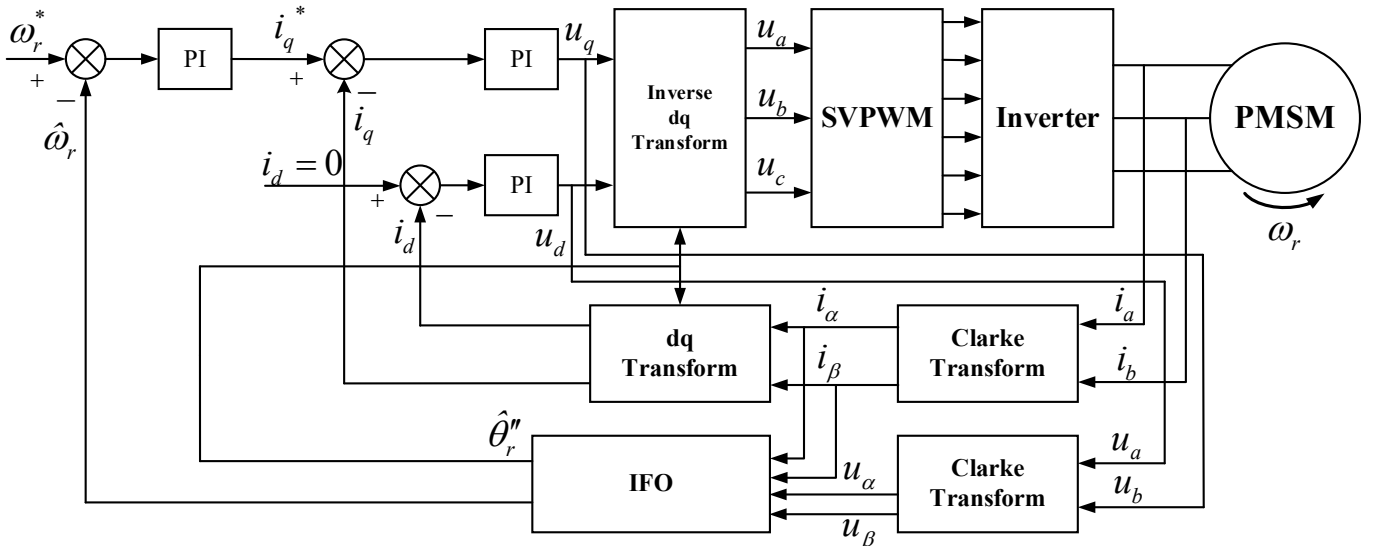 ω_r^*
+
−
ω̂_r
PI
i_q^*
+
−
i_q
PI
u_q
i_d = 0
+
−
i_d
PI
u_d
Inverse
dq
Transform
u_a
u_b
u_c
SVPWM
Inverter
PMSM
ω_r
dq
Transform
i_α
i_β
Clarke
Transform
i_a
i_b
θ̂_r″
IFO
u_α
u_β
Clarke
Transform
u_a
u_b